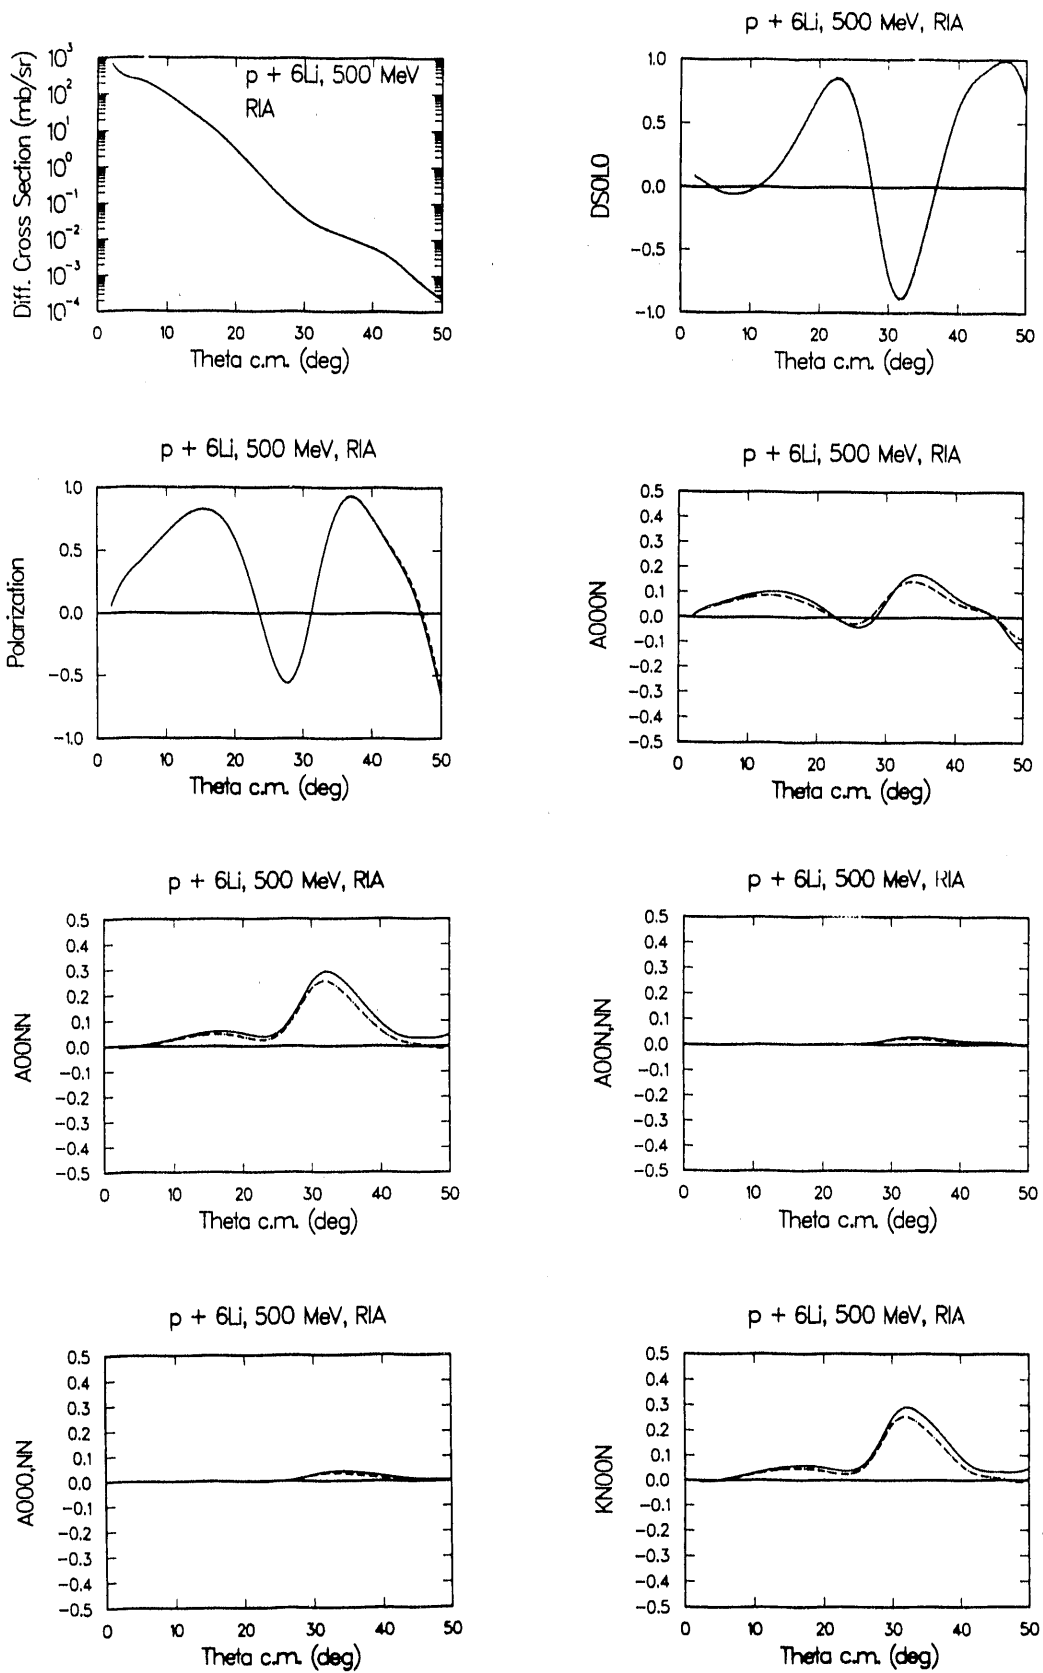 Diff. Cross Section (mb/sr)
10³
10²
10¹
10⁰
10⁻¹
10⁻²
10⁻³
10⁻⁴
p + 6Li, 500 MeV
RIA
0 10 20 30 40 50
Theta c.m. (deg)
p + 6Li, 500 MeV, RIA
DSOLO
1.0
0.5
0.0
-0.5
-1.0
0 10 20 30 40 50
Theta c.m. (deg)
p + 6Li, 500 MeV, RIA
Polarization
1.0
0.5
0.0
-0.5
-1.0
0 10 20 30 40 50
Theta c.m. (deg)
p + 6Li, 500 MeV, RIA
A000N
0.5
0.4
0.3
0.2
0.1
0.0
-0.1
-0.2
-0.3
-0.4
-0.5
0 10 20 30 40 50
Theta c.m. (deg)
p + 6Li, 500 MeV, RIA
A00NN
0.5
0.4
0.3
0.2
0.1
0.0
-0.1
-0.2
-0.3
-0.4
-0.5
0 10 20 30 40 50
Theta c.m. (deg)
p + 6Li, 500 MeV, RIA
A00N,NN
0.5
0.4
0.3
0.2
0.1
0.0
-0.1
-0.2
-0.3
-0.4
-0.5
0 10 20 30 40 50
Theta c.m. (deg)
p + 6Li, 500 MeV, RIA
A000,NN
0.5
0.4
0.3
0.2
0.1
0.0
-0.1
-0.2
-0.3
-0.4
-0.5
0 10 20 30 40 50
Theta c.m. (deg)
p + 6Li, 500 MeV, RIA
KN00N
0.5
0.4
0.3
0.2
0.1
0.0
-0.1
-0.2
-0.3
-0.4
-0.5
0 10 20 30 40 50
Theta c.m. (deg)